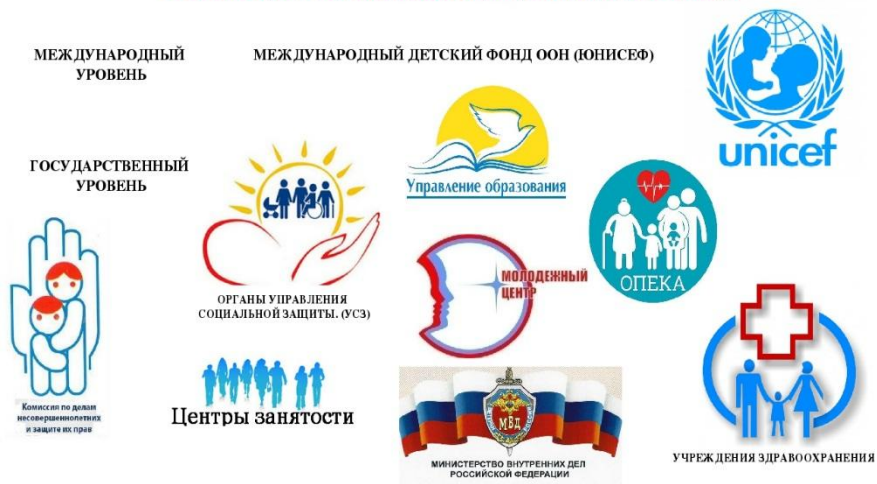 МЕЖДУНАРОДНЫЙ
УРОВЕНЬ
МЕЖДУНАРОДНЫЙ ДЕТСКИЙ ФОНД ООН (ЮНИСЕФ)
unicef
ГОСУДАРСТВЕННЫЙ
УРОВЕНЬ
Управление образования
ОПЕКА
МОЛОДЕЖНЫЙ
ЦЕНТР
ОРГАНЫ УПРАВЛЕНИЯ
СОЦИАЛЬНОЙ ЗАЩИТЫ. (УСЗ)
Комиссия по делам
несовершеннолетних
и защите их прав
Центры занятости
МВД
МИНИСТЕРСТВО ВНУТРЕННИХ ДЕЛ
РОССИЙСКОЙ ФЕДЕРАЦИИ
УЧРЕЖДЕНИЯ ЗДРАВООХРАНЕНИЯ